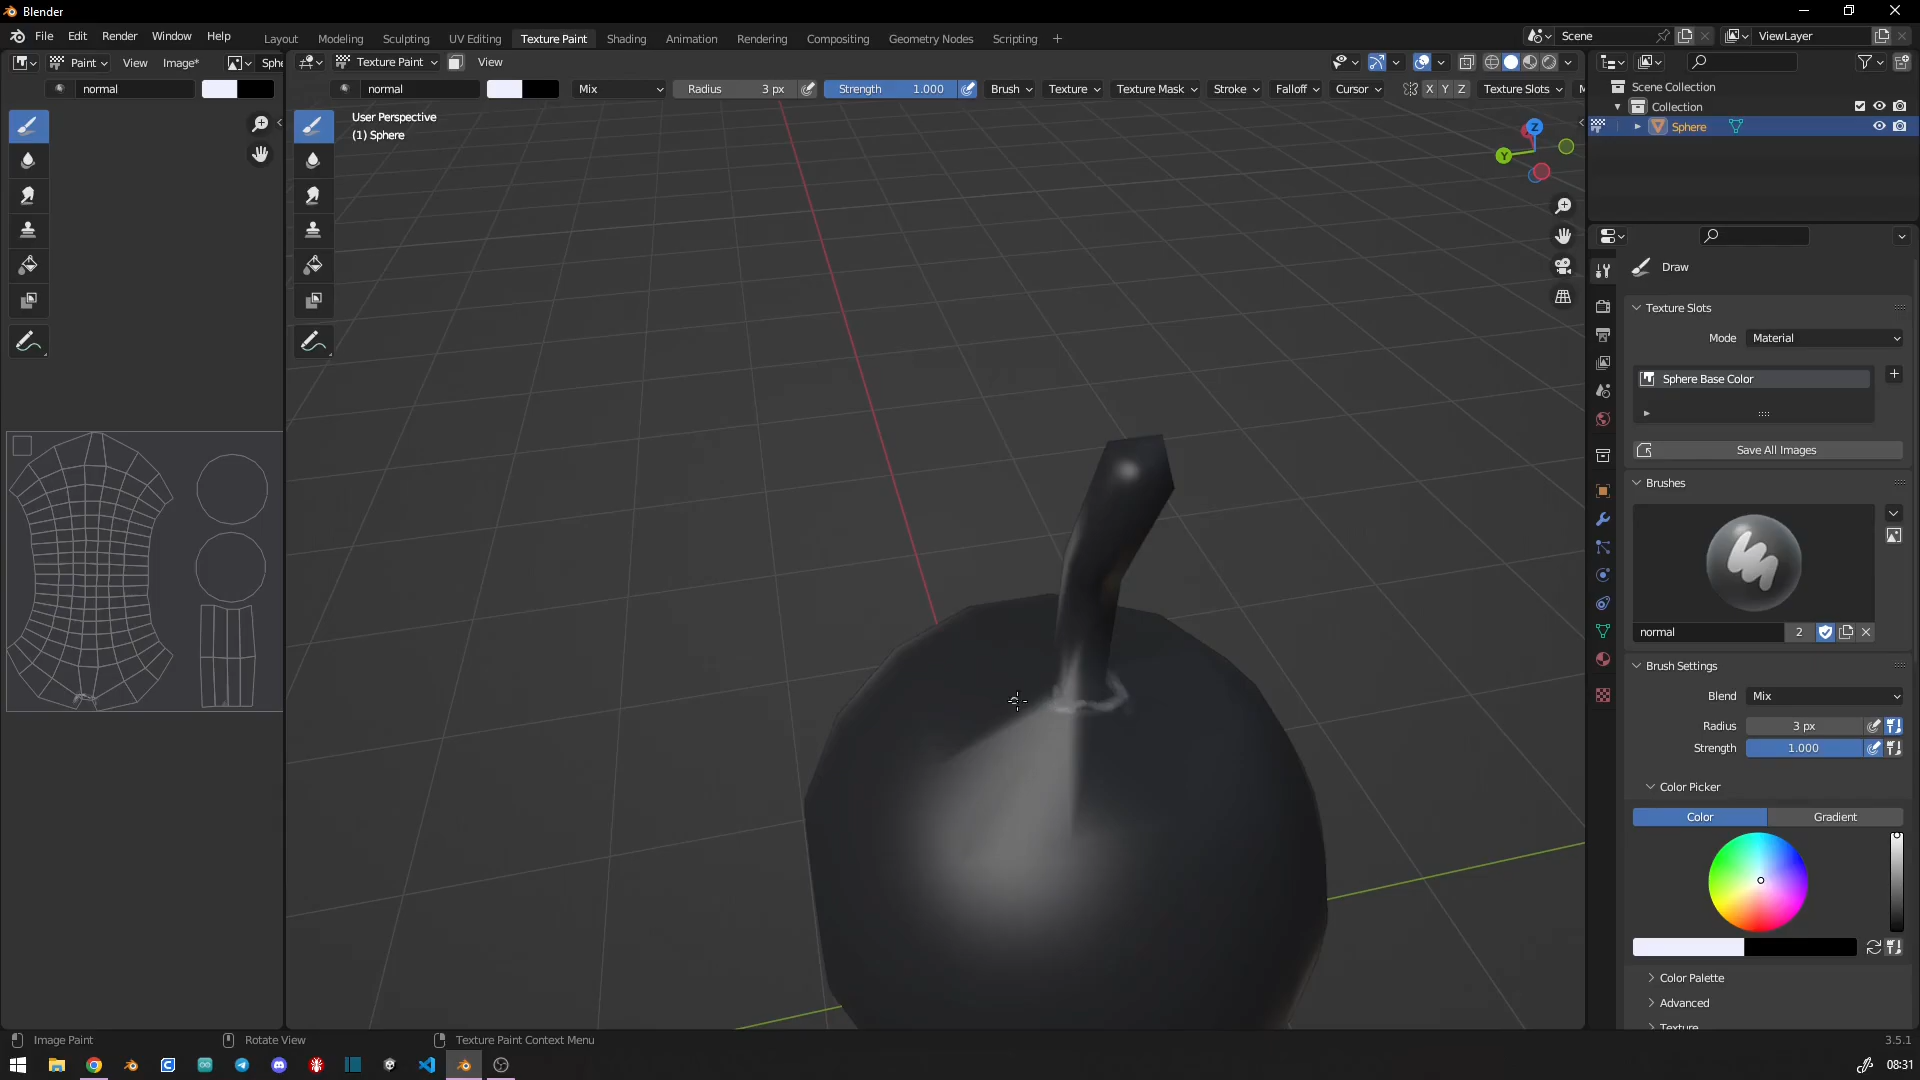 Blender
File Edit Render Window Help
Layout Modeling Sculpting UV Editing Texture Paint Shading Animation Rendering Compositing Geometry Nodes Scripting
Scene
ViewLayer
Paint View Image* Sphe
Texture Paint View
normal
normal Mix Radius 3 px Strength 1.000 Brush Texture Texture Mask Stroke Falloff Cursor X Y Z Texture Slots
User Perspective
(1) Sphere
Z
Y
Scene Collection
Collection
Sphere
Draw
Texture Slots
Mode Material
Sphere Base Color
Save All Images
Brushes
normal 2
Brush Settings
Blend Mix
Radius 3 px
Strength 1.000
Color Picker
Color Gradient
Color Palette
Advanced
Texture
Image Paint Rotate View Texture Paint Context Menu
3.5.1
08:31